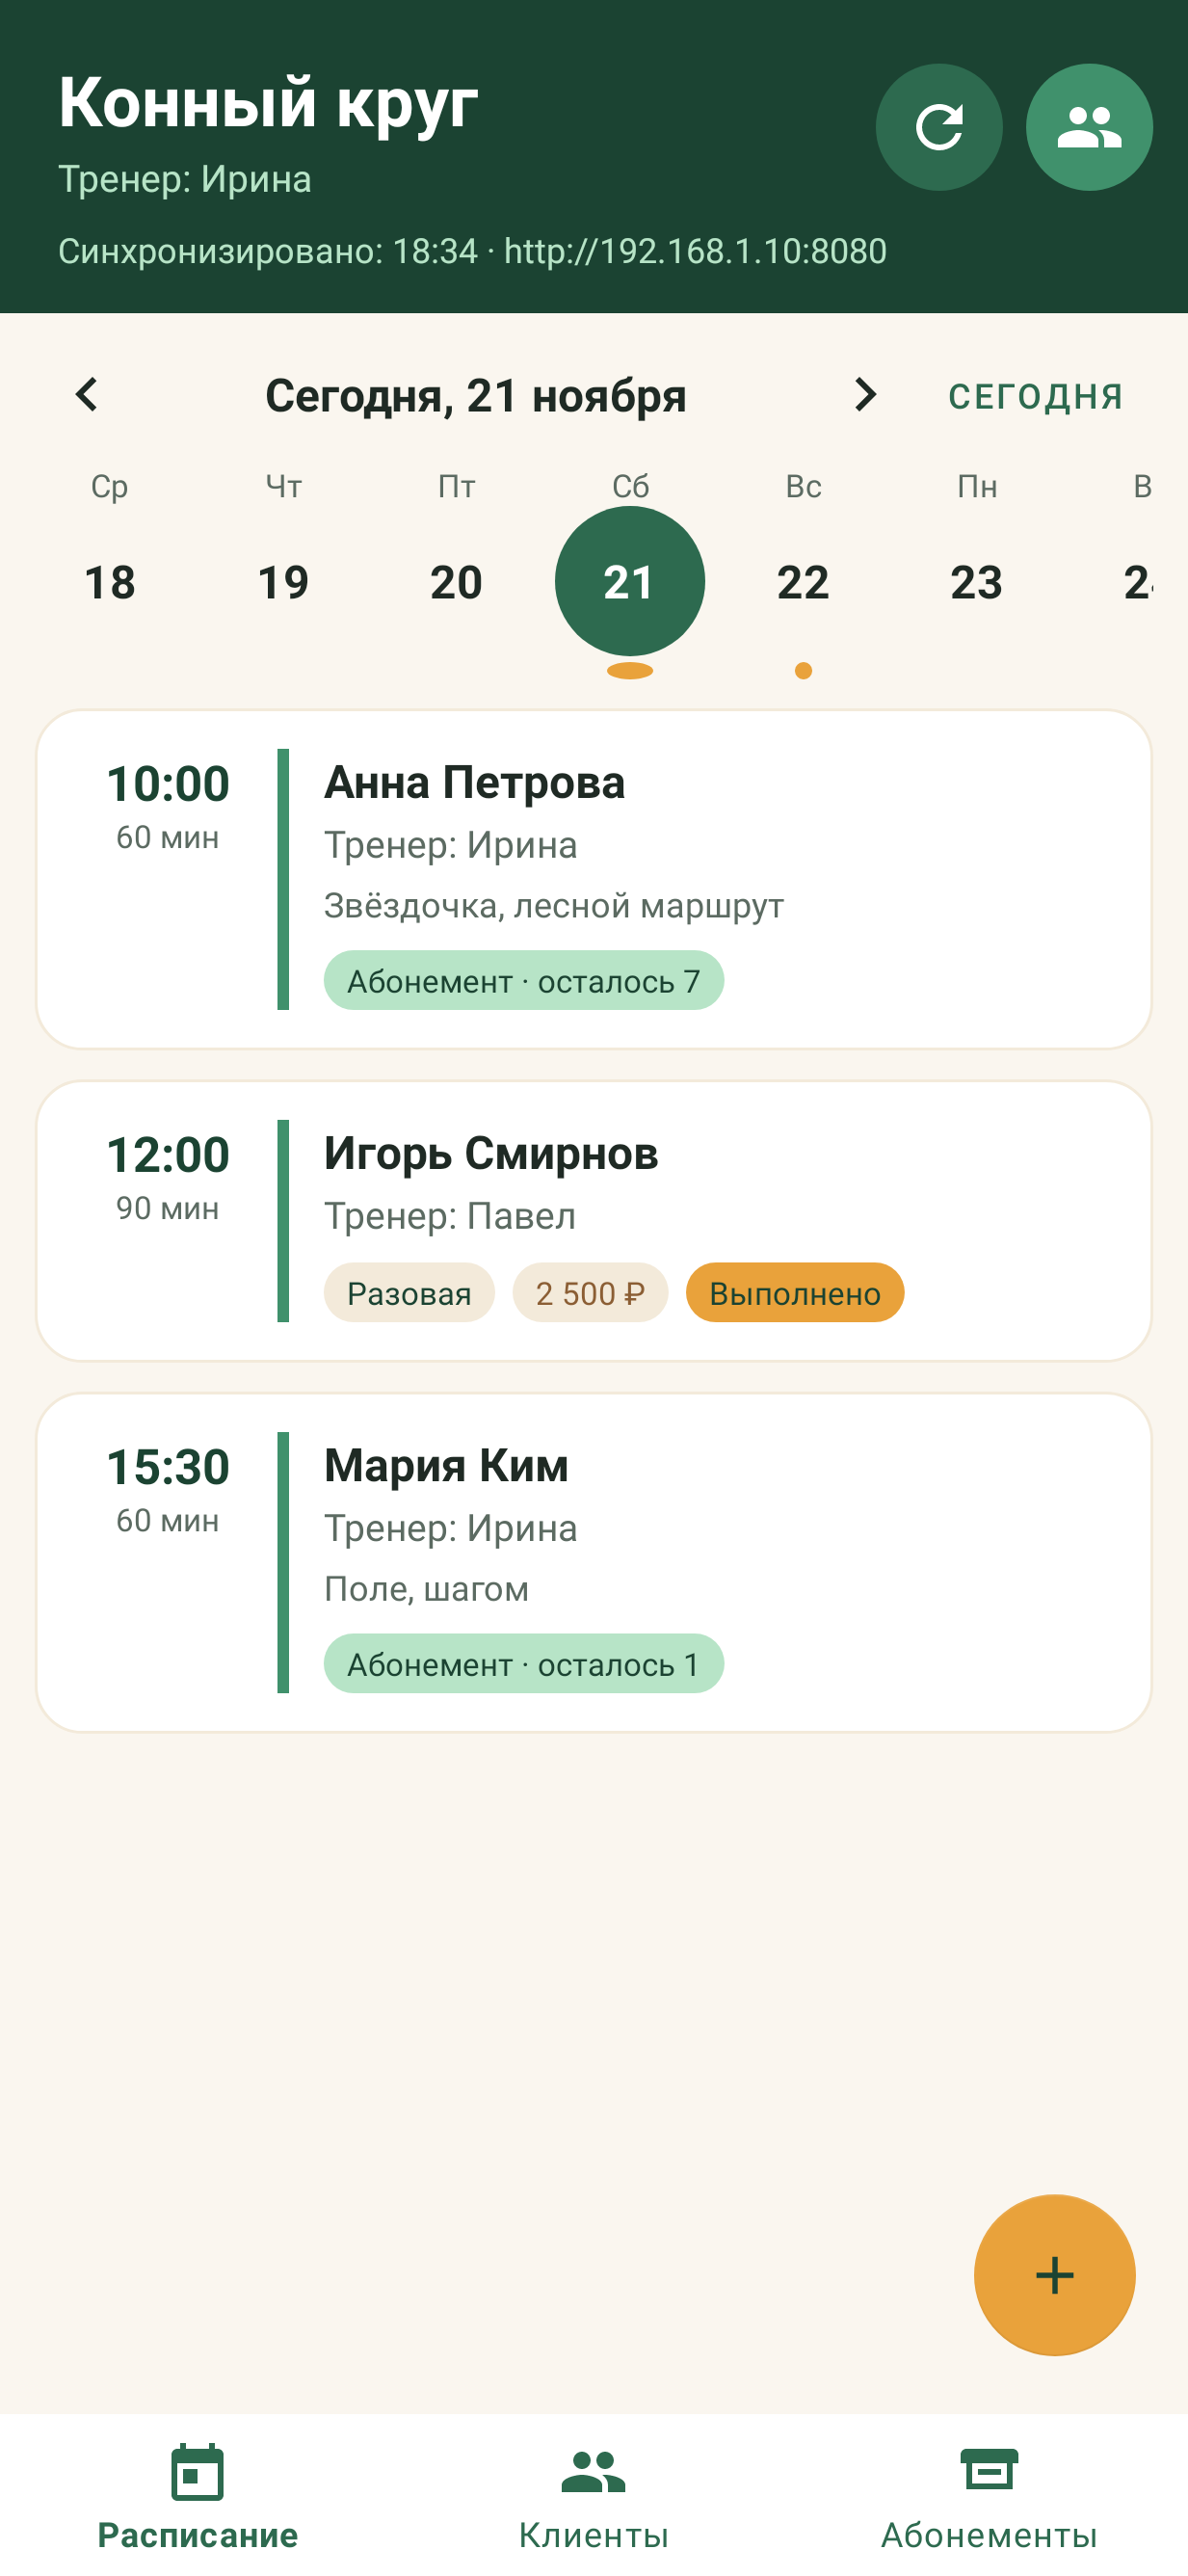 Конный круг
Тренер: Ирина
Синхронизировано: 18:34 · http://192.168.1.10:8080
Сегодня, 21 ноября СЕГОДНЯ
Ср Чт Пт Сб Вс Пн В
18 19 20 21 22 23
10:00
60 мин
Анна Петрова
Тренер: Ирина
Звёздочка, лесной маршрут
Абонемент · осталось 7
12:00
90 мин
Игорь Смирнов
Тренер: Павел
Разовая 2 500 ₽ Выполнено
15:30
60 мин
Мария Ким
Тренер: Ирина
Поле, шагом
Абонемент · осталось 1
+
Расписание Клиенты Абонементы